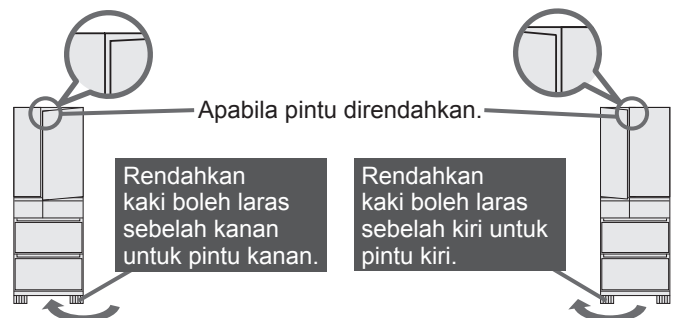 Apabila pintu direndahkan.
Rendahkan
kaki boleh laras
sebelah kanan
untuk pintu kanan.
Rendahkan
kaki boleh laras
sebelah kiri untuk
pintu kiri.